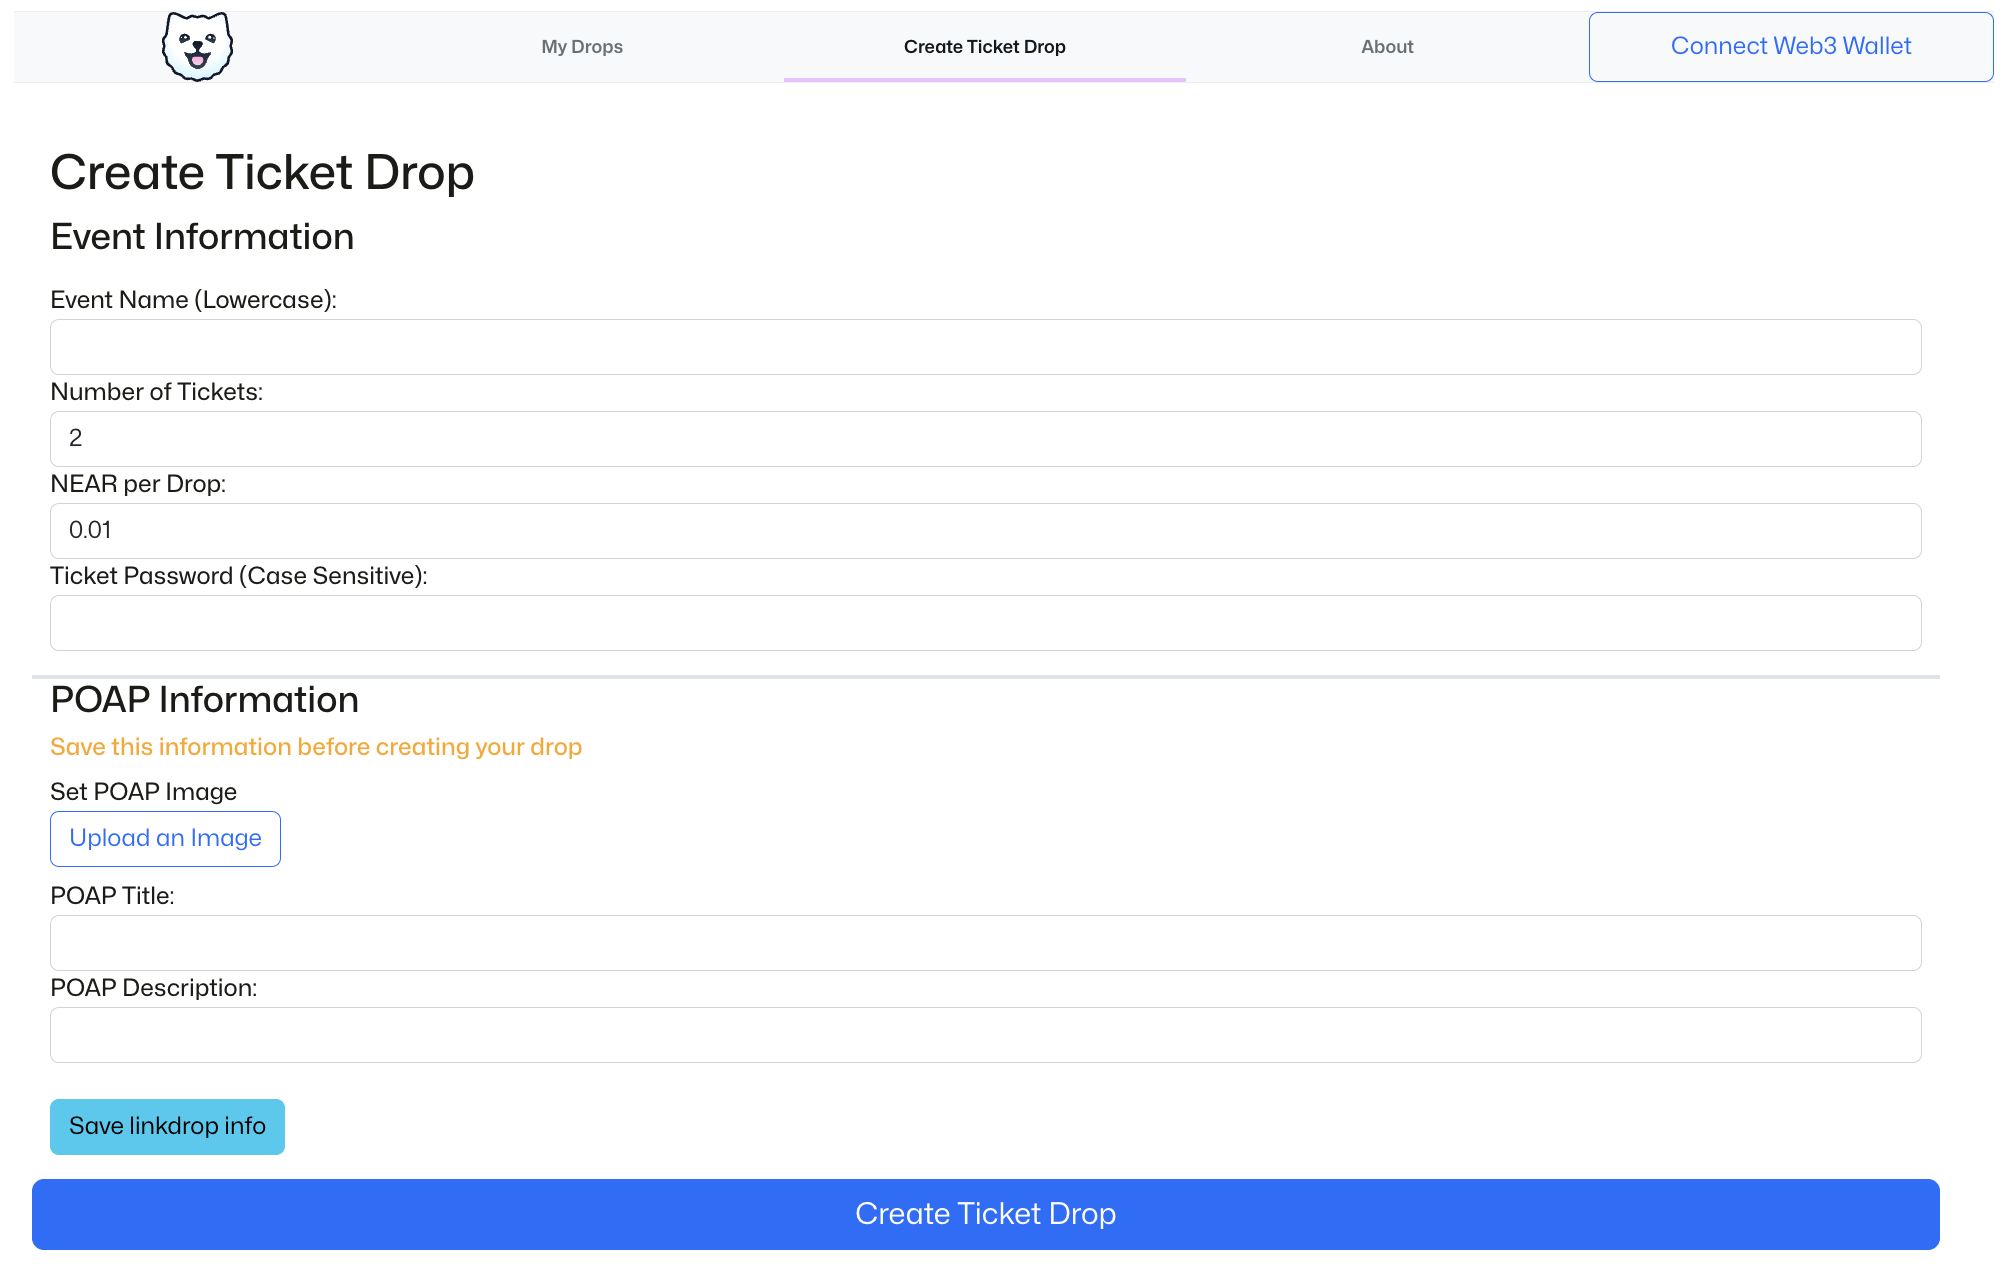 My Drops
Create Ticket Drop
About
Connect Web3 Wallet
Create Ticket Drop
Event Information
Event Name (Lowercase):
Number of Tickets:
2
NEAR per Drop:
0.01
Ticket Password (Case Sensitive):
POAP Information
Save this information before creating your drop
Set POAP Image
Upload an Image
POAP Title:
POAP Description:
Save linkdrop info
Create Ticket Drop